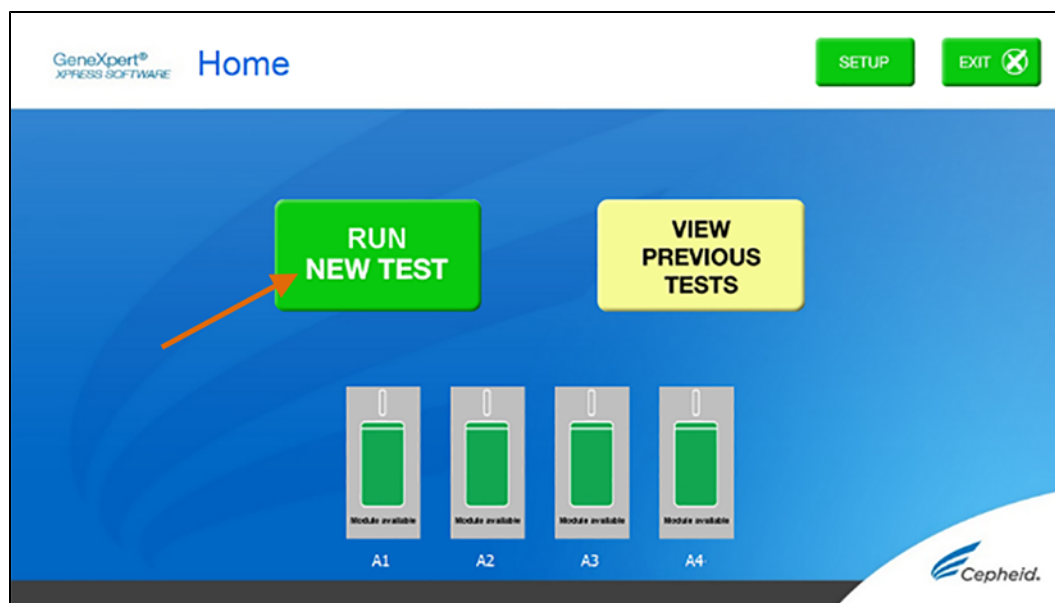 GeneXpert®
XPRESS SOFTWARE
Home
SETUP
EXIT
RUN
NEW TEST
VIEW
PREVIOUS
TESTS
Module available
Module available
Module available
Module available
A1
A2
A3
A4
Cepheid.